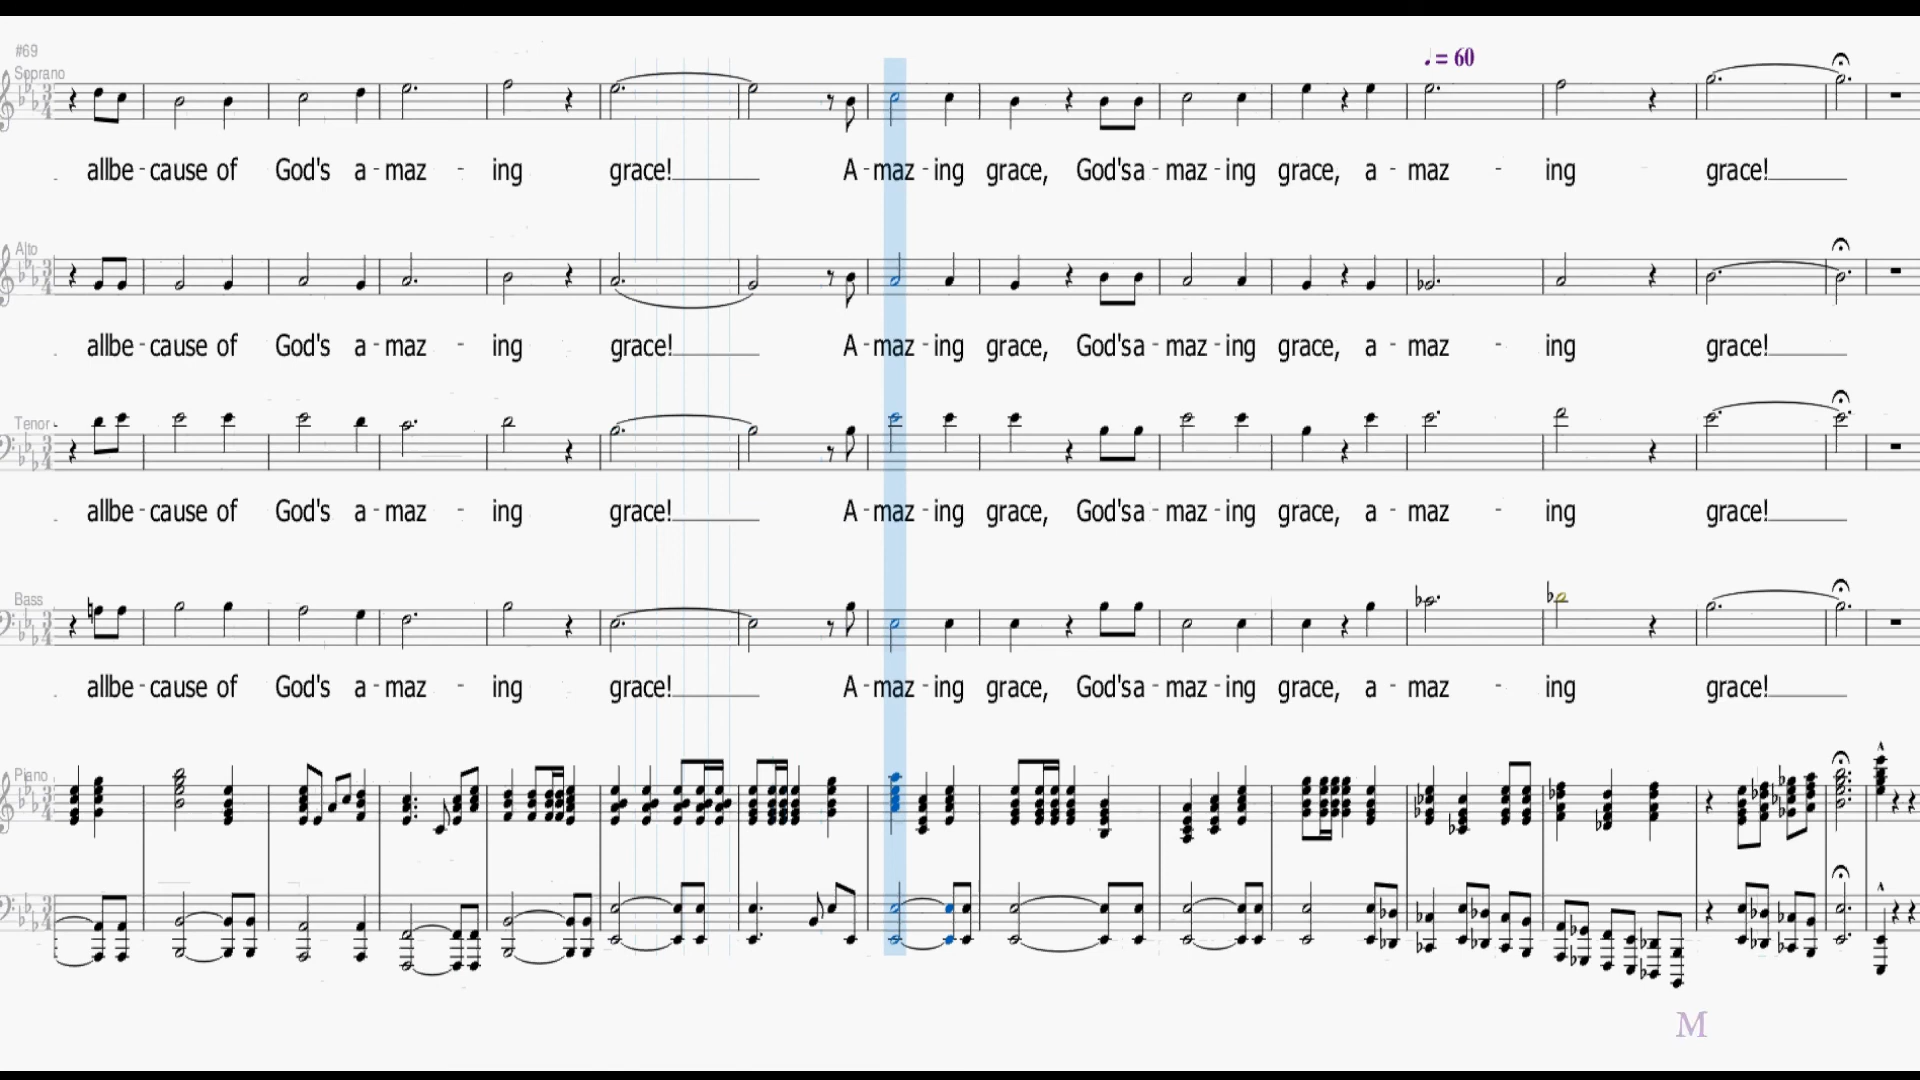 #69
♩ = 60
Soprano
allbe - cause of God's a - maz - ing grace! A - maz - ing grace, God'sa - maz - ing grace, a - maz - ing grace!
Alto
allbe - cause of God's a - maz - ing grace! A - maz - ing grace, God'sa - maz - ing grace, a - maz - ing grace!
Tenor
allbe - cause of God's a - maz - ing grace! A - maz - ing grace, God'sa - maz - ing grace, a - maz - ing grace!
Bass
allbe - cause of God's a - maz - ing grace! A - maz - ing grace, God'sa - maz - ing grace, a - maz - ing grace!
Piano
M